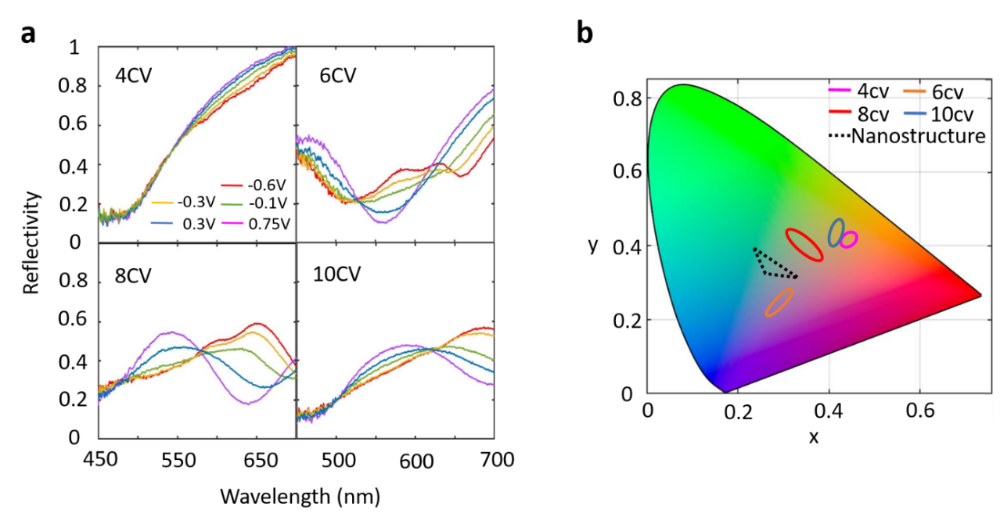 a
b
1
0.8
0.6
0.4
0.2
0
0.8
0.6
0.4
0.2
0
Reflectivity
4CV
6CV
-0.6V
-0.3V -0.1V
0.3V 0.75V
8CV
10CV
450 550 650 500 600 700
Wavelength (nm)
0.8
0.6
0.4
0.2
0
y
4cv 6cv
8cv 10cv
Nanostructure
0 0.2 0.4 0.6
x